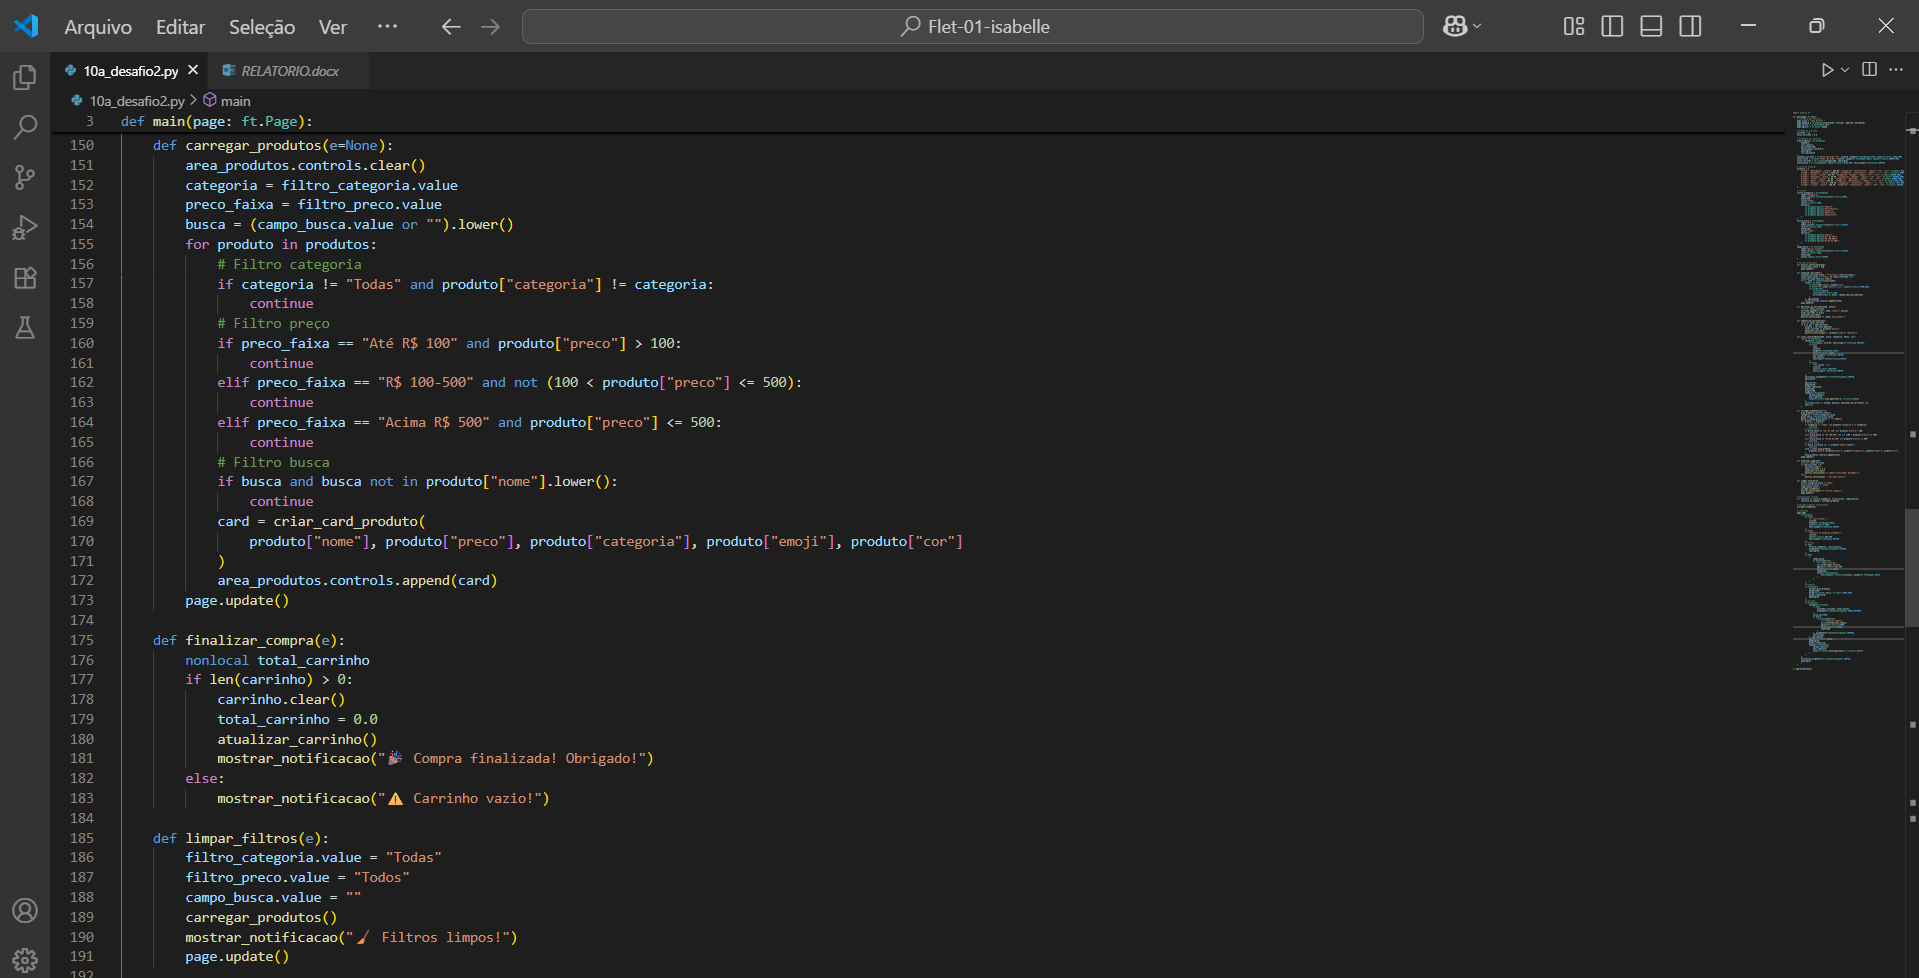 Arquivo Editar Seleção Ver ··· Flet-01-isabelle
10a_desafio2.py RELATORIO.docx
10a_desafio2.py > main
3 def main(page: ft.Page):
150 def carregar_produtos(e=None):
151 area_produtos.controls.clear()
152 categoria = filtro_categoria.value
153 preco_faixa = filtro_preco.value
154 busca = (campo_busca.value or "").lower()
155 for produto in produtos:
156 # Filtro categoria
157 if categoria != "Todas" and produto["categoria"] != categoria:
158 continue
159 # Filtro preço
160 if preco_faixa == "Até R$ 100" and produto["preco"] > 100:
161 continue
162 elif preco_faixa == "R$ 100-500" and not (100 < produto["preco"] <= 500):
163 continue
164 elif preco_faixa == "Acima R$ 500" and produto["preco"] <= 500:
165 continue
166 # Filtro busca
167 if busca and busca not in produto["nome"].lower():
168 continue
169 card = criar_card_produto(
170 produto["nome"], produto["preco"], produto["categoria"], produto["emoji"], produto["cor"]
171 )
172 area_produtos.controls.append(card)
173 page.update()
174
175 def finalizar_compra(e):
176 nonlocal total_carrinho
177 if len(carrinho) > 0:
178 carrinho.clear()
179 total_carrinho = 0.0
180 atualizar_carrinho()
181 mostrar_notificacao("🎉 Compra finalizada! Obrigado!")
182 else:
183 mostrar_notificacao("⚠️ Carrinho vazio!")
184
185 def limpar_filtros(e):
186 filtro_categoria.value = "Todas"
187 filtro_preco.value = "Todos"
188 campo_busca.value = ""
189 carregar_produtos()
190 mostrar_notificacao("🧹 Filtros limpos!")
191 page.update()
192